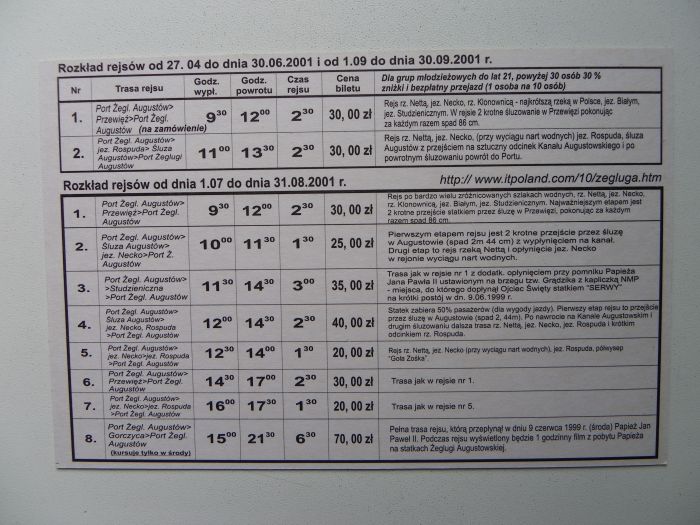 Rozkład rejsów od 27. 04 do dnia 30.06.2001 i od 1.09 do dnia 30.09.2001 r.
Nr
Trasa rejsu
Godz. wypł.
Godz. powrotu
Czas rejsu
Cena biletu
Dla grup młodzieżowych do lat 21, powyżej 30 osób 30 %
zniżki i bezpłatny przejazd (1 osoba na 10 osób)
1.
Port Żegl. Augustów>
Przewięź>Port Żegl.
Augustów (na zamówienie)
9³⁰ 12⁰⁰ 2³⁰ 30,00 zł
Rejs rz. Nettą, jez. Necko, rz. Klonownicą - najkrótszą rzeką w Polsce, jez. Białym,
jez. Studzienicznym. W rejsie 2 krotne śluzowanie w Przewięzi pokonując
za każdym razem spad 86 cm.
2.
Port Żegl. Augustów>
jez. Rospuda> Śluza
Augustów>Port Żeglugi
Augustów
11⁰⁰ 13³⁰ 2³⁰ 30,00 zł
Rejs rz. Nettą, jez. Necko, (przy wyciągu nart wodnych) jez. Rospuda, śluza
Augustów z przejściem na sztuczny odcinek Kanału Augustowskiego i po
powrotnym śluzowaniu powrót do Portu.
Rozkład rejsów od dnia 1.07 do dnia 31.08.2001 r.
http:// www.itpoland.com/10/zegluga.htm
1.
Port Żegl. Augustów>
Przewięź>Port Żegl.
Augustów
9³⁰ 12⁰⁰ 2³⁰ 30,00 zł
Rejs po bardzo wielu zróżnicowanych szlakach wodnych, rz. Nettą, jez. Necko,
rz. Klonownicą, jez. Białym, jez. Studzienicznym. Najważniejszym etapem jest
2 krotne przejście statkiem przez śluzę w Przewięzi, pokonując za każdym
razem spad 86 cm.
2.
Port Żegl. Augustów>
Śluza Augustów>
jez. Necko>Port Ż.
Augustów
10⁰⁰ 11³⁰ 1³⁰ 25,00 zł
Pierwszym etapem rejsu jest 2 krotne przejście przez śluzę
w Augustowie (spad 2m 44 cm) z wypłynięciem na kanał.
Drugi etap to rejs rzeką Nettą i opłynięcie jez. Necko
w rejonie wyciągu nart wodnych.
3.
Port Żegl. Augustów>
>Studzieniczna
>Port Żegl. Augustów>
11³⁰ 14³⁰ 3⁰⁰ 35,00 zł
Trasa jak w rejsie nr 1 z dodatk. opłynięciem przy pomniku Papieża
Jana Pawła II ustawionym na brzegu tzw. Grądzika z kapliczką NMP
- miejsca, do którego dopłynął Ojciec Święty statkiem "SERWY"
na krótki postój w dn. 9.06.1999 r.
4.
Port Żegl. Augustów>
Śluza Augustów>
jez. Necko, Rospuda
>Port Żegl. Augustów
12⁰⁰ 14³⁰ 2³⁰ 40,00 zł
Statek zabiera 50% pasażerów (dla wygody jazdy). Pierwszy etap rejsu to przejście
przez śluzę w Augustowie (spad 2, 44m). Po nawrocie na Kanale Augustowskim i
drugim śluzowaniu dalsza trasa rz. Nettą, jez. Necko, jez. Rospuda i krótkim
odcinkiem rz. Rospuda.
5.
Port Żegl. Augustów>
jez. Necko>jez. Rospuda
>Port Żegl. Augustów
12³⁰ 14⁰⁰ 1³⁰ 20,00 zł
Rejs rz. Nettą, jez. Necko (przy wyciągu nart wodnych), jez. Rospuda, półwysep
"Goła Zośka".
6.
Port Żegl. Augustów>
Przewięź>Port Żegl.
Augustów
14³⁰ 17⁰⁰ 2³⁰ 30,00 zł
Trasa jak w rejsie nr 1.
7.
Port Żegl. Augustów>
jez. Necko>jez. Rospuda
>Port Żegl. Augustów
16⁰⁰ 17³⁰ 1³⁰ 20,00 zł
Trasa jak w rejsie nr 5.
8.
Port Żegl. Augustów>
Gorczyca>Port Żegl.
Augustów
(kursuje tylko w środy)
15⁰⁰ 21³⁰ 6³⁰ 70,00 zł
Pełna trasa rejsu, którą przepłynął w dniu 9 czerwca 1999 r. (środa) Papież Jan
Paweł II. Podczas rejsu wyświetlony będzie 1 godzinny film z pobytu Papieża
na statkach Żeglugi Augustowskiej.